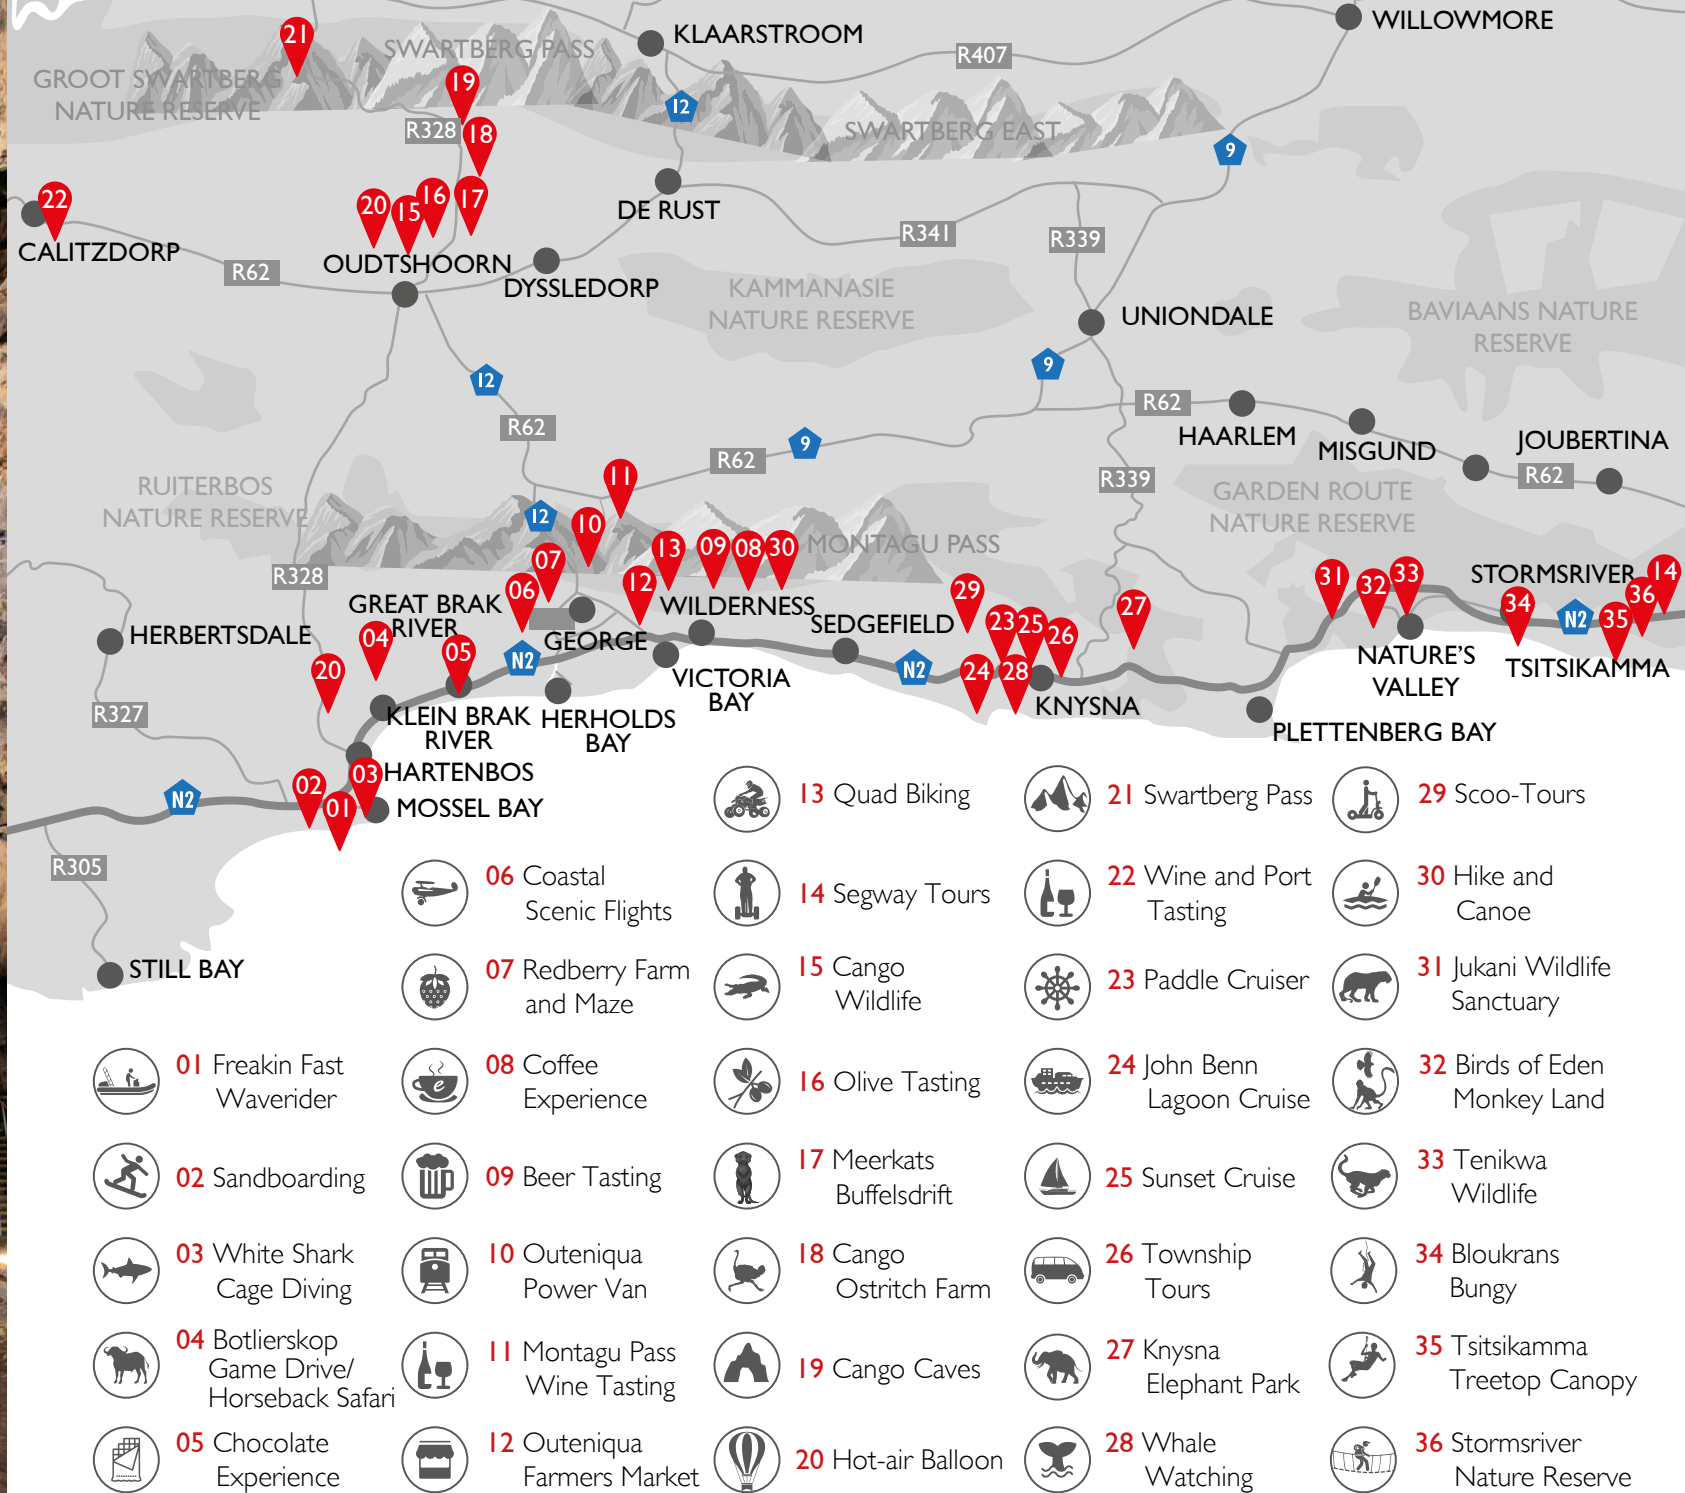 21
KLAARSTROOM
WILLOWMORE
SWARTBERG PASS
R407
GROOT SWARTBERG
NATURE RESERVE
19
12
R328
18
SWARTBERG EAST
9
22
20
15
16
17
DE RUST
CALITZDORP
R62
OUDTSHOORN
DYSSLEDORP
R341
R339
KAMMANASIE
NATURE RESERVE
UNIONDALE
BAVIAANS NATURE
RESERVE
12
9
R62
R62
HAARLEM
MISGUND
JOUBERTINA
R62
9
R62
11
R339
RUITERBOS
NATURE RESERVE
GARDEN ROUTE
NATURE RESERVE
12
10
13
09
08
30
MONTAGU PASS
R328
07
06
12
GREAT BRAK
RIVER
04
05
WILDERNESS
GEORGE
SEDGEFIELD
29
23
25
26
27
31
32
33
STORMSRIVER
34
N2
35
36
14
HERBERTSDALE
20
N2
VICTORIA
BAY
N2
24
28
KNYSNA
NATURE'S
VALLEY
TSITSIKAMMA
R327
KLEIN BRAK
RIVER
HERHOLDS
BAY
PLETTENBERG BAY
HARTENBOS
N2
02
01
03
MOSSEL BAY
R305
STILL BAY
01 Freakin Fast
Waverider
02 Sandboarding
03 White Shark
Cage Diving
04 Botlierskop
Game Drive/
Horseback Safari
05 Chocolate
Experience
06 Coastal
Scenic Flights
07 Redberry Farm
and Maze
08 Coffee
Experience
e
09 Beer Tasting
10 Outeniqua
Power Van
11 Montagu Pass
Wine Tasting
12 Outeniqua
Farmers Market
13 Quad Biking
14 Segway Tours
15 Cango
Wildlife
16 Olive Tasting
17 Meerkats
Buffelsdrift
18 Cango
Ostritch Farm
19 Cango Caves
20 Hot-air Balloon
21 Swartberg Pass
22 Wine and Port
Tasting
23 Paddle Cruiser
24 John Benn
Lagoon Cruise
25 Sunset Cruise
26 Township
Tours
27 Knysna
Elephant Park
28 Whale
Watching
29 Scoo-Tours
30 Hike and
Canoe
31 Jukani Wildlife
Sanctuary
32 Birds of Eden
Monkey Land
33 Tenikwa
Wildlife
34 Bloukrans
Bungy
35 Tsitsikamma
Treetop Canopy
36 Stormsriver
Nature Reserve